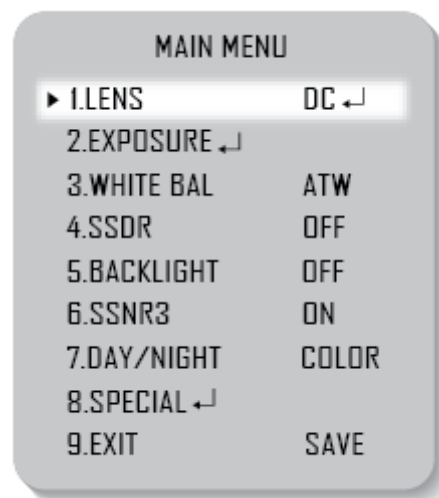 MAIN MENU
▶ 1.LENS DC ↵
2.EXPOSURE ↵
3.WHITE BAL ATW
4.SSDR OFF
5.BACKLIGHT OFF
6.SSNR3 ON
7.DAY/NIGHT COLOR
8.SPECIAL ↵
9.EXIT SAVE